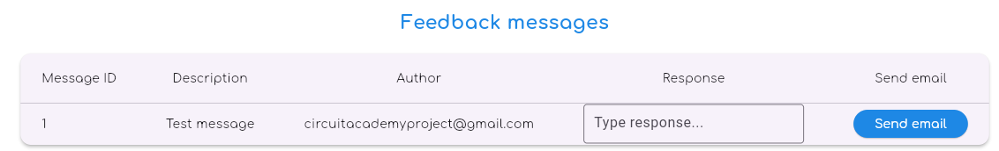 Feedback messages
Message ID Description Author Response Send email
1 Test message circuitacademyproject@gmail.com Type response... Send email